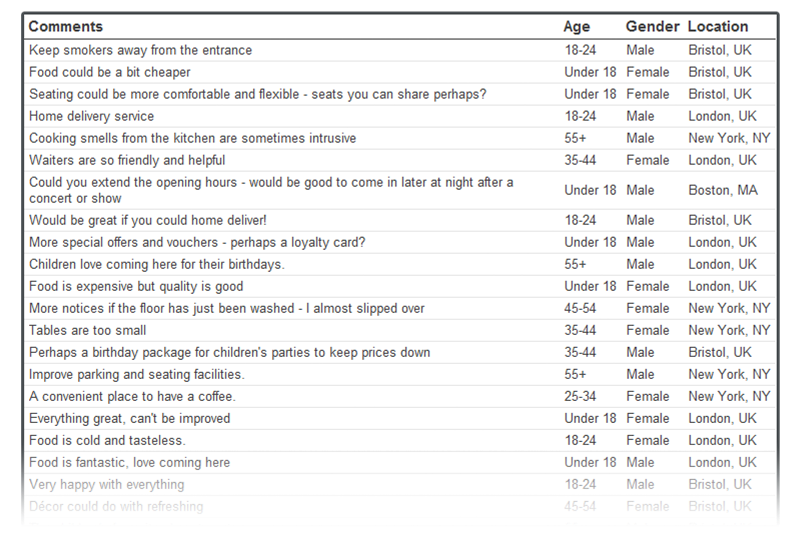 Comments Age Gender Location
Keep smokers away from the entrance 18-24 Male Bristol, UK
Food could be a bit cheaper Under 18 Female Bristol, UK
Seating could be more comfortable and flexible - seats you can share perhaps? Under 18 Female Bristol, UK
Home delivery service 18-24 Male London, UK
Cooking smells from the kitchen are sometimes intrusive 55+ Male New York, NY
Waiters are so friendly and helpful 35-44 Female London, UK
Could you extend the opening hours - would be good to come in later at night after a
concert or show Under 18 Male Boston, MA
Would be great if you could home deliver! 18-24 Male Bristol, UK
More special offers and vouchers - perhaps a loyalty card? Under 18 Male London, UK
Children love coming here for their birthdays. 55+ Male London, UK
Food is expensive but quality is good Under 18 Female London, UK
More notices if the floor has just been washed - I almost slipped over 45-54 Female New York, NY
Tables are too small 35-44 Female New York, NY
Perhaps a birthday package for children's parties to keep prices down 35-44 Male Bristol, UK
Improve parking and seating facilities. 55+ Male New York, NY
A convenient place to have a coffee. 25-34 Female New York, NY
Everything great, can't be improved Under 18 Female London, UK
Food is cold and tasteless. 18-24 Female London, UK
Food is fantastic, love coming here Under 18 Male London, UK
Very happy with everything 18-24 Male Bristol, UK
Décor could do with refreshing 45-54 Female Bristol, UK